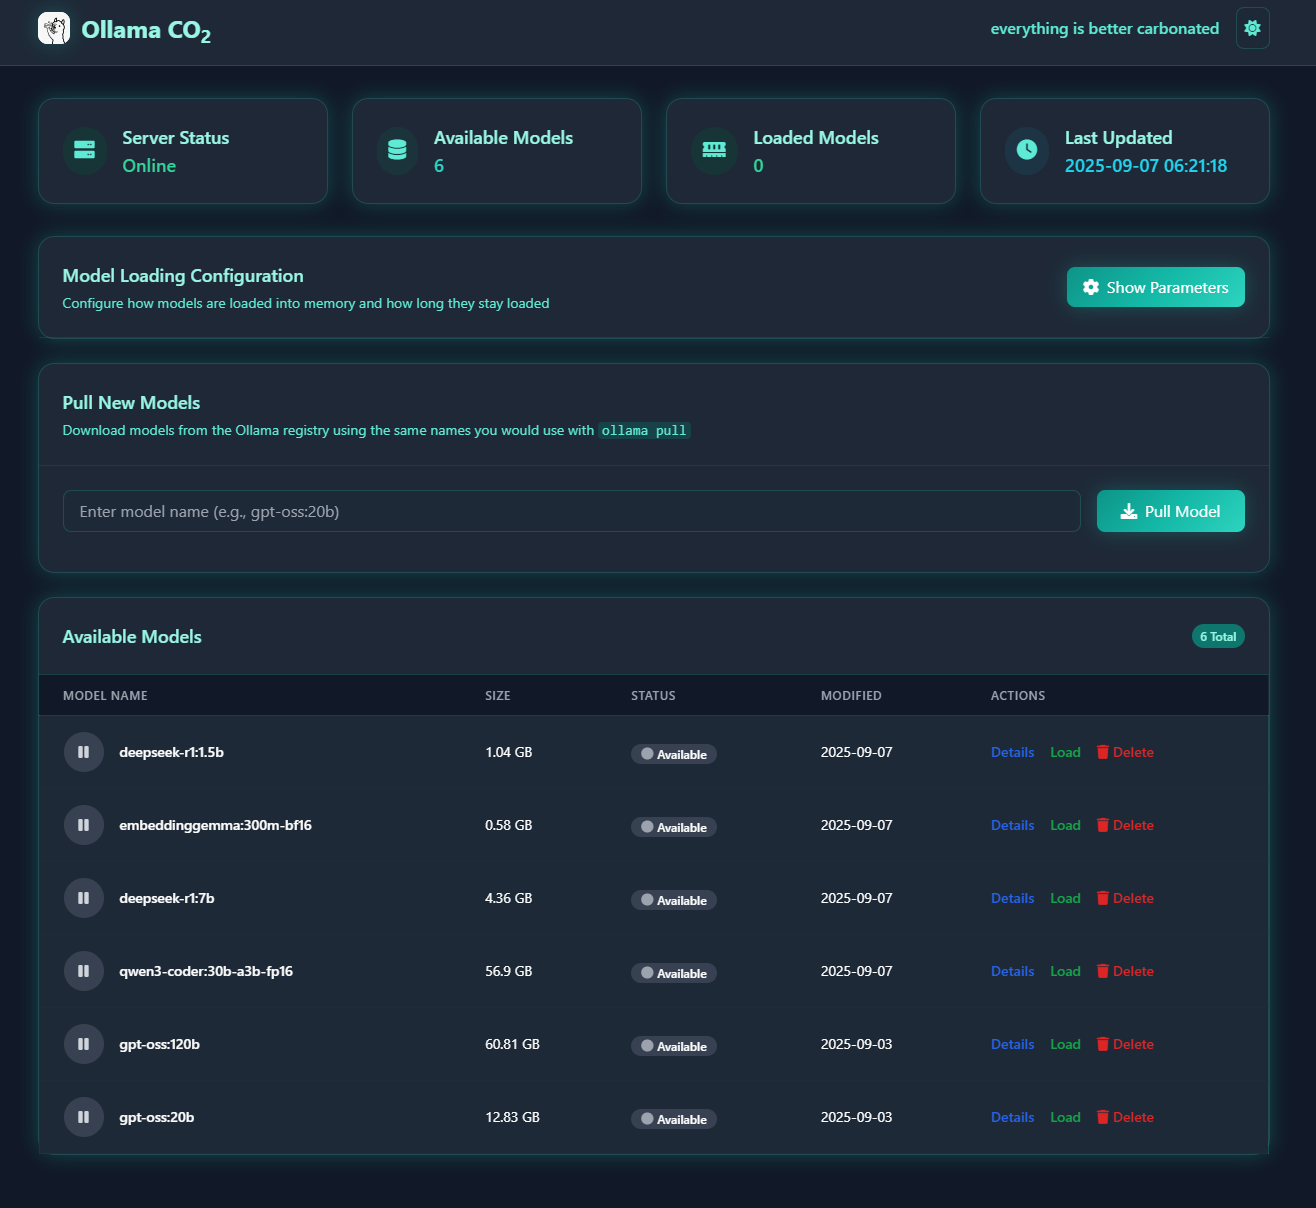 Ollama CO2
everything is better carbonated
Server Status
Online
Available Models
6
Loaded Models
0
Last Updated
2025-09-07 06:21:18
Model Loading Configuration
Configure how models are loaded into memory and how long they stay loaded
Show Parameters
Pull New Models
Download models from the Ollama registry using the same names you would use with ollama pull
Enter model name (e.g., gpt-oss:20b)
Pull Model
Available Models
6 Total
MODEL NAME SIZE STATUS MODIFIED ACTIONS
deepseek-r1:1.5b 1.04 GB Available 2025-09-07 Details Load Delete
embeddinggemma:300m-bf16 0.58 GB Available 2025-09-07 Details Load Delete
deepseek-r1:7b 4.36 GB Available 2025-09-07 Details Load Delete
qwen3-coder:30b-a3b-fp16 56.9 GB Available 2025-09-07 Details Load Delete
gpt-oss:120b 60.81 GB Available 2025-09-03 Details Load Delete
gpt-oss:20b 12.83 GB Available 2025-09-03 Details Load Delete